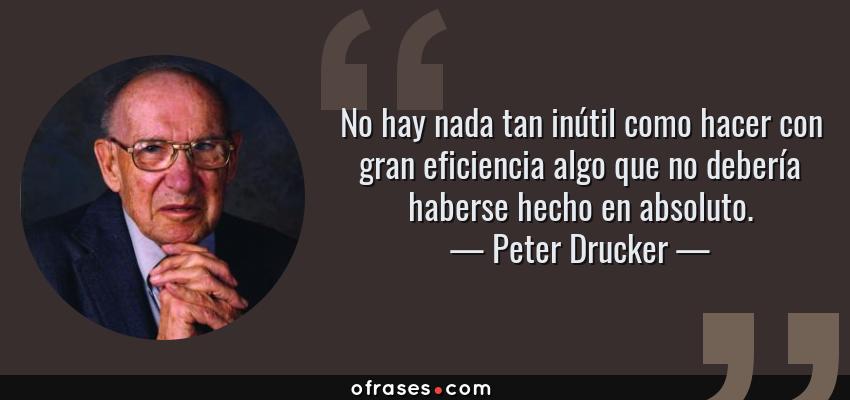 No hay nada tan inútil como hacer con
gran eficiencia algo que no debería
haberse hecho en absoluto.
— Peter Drucker —
ofrases.com